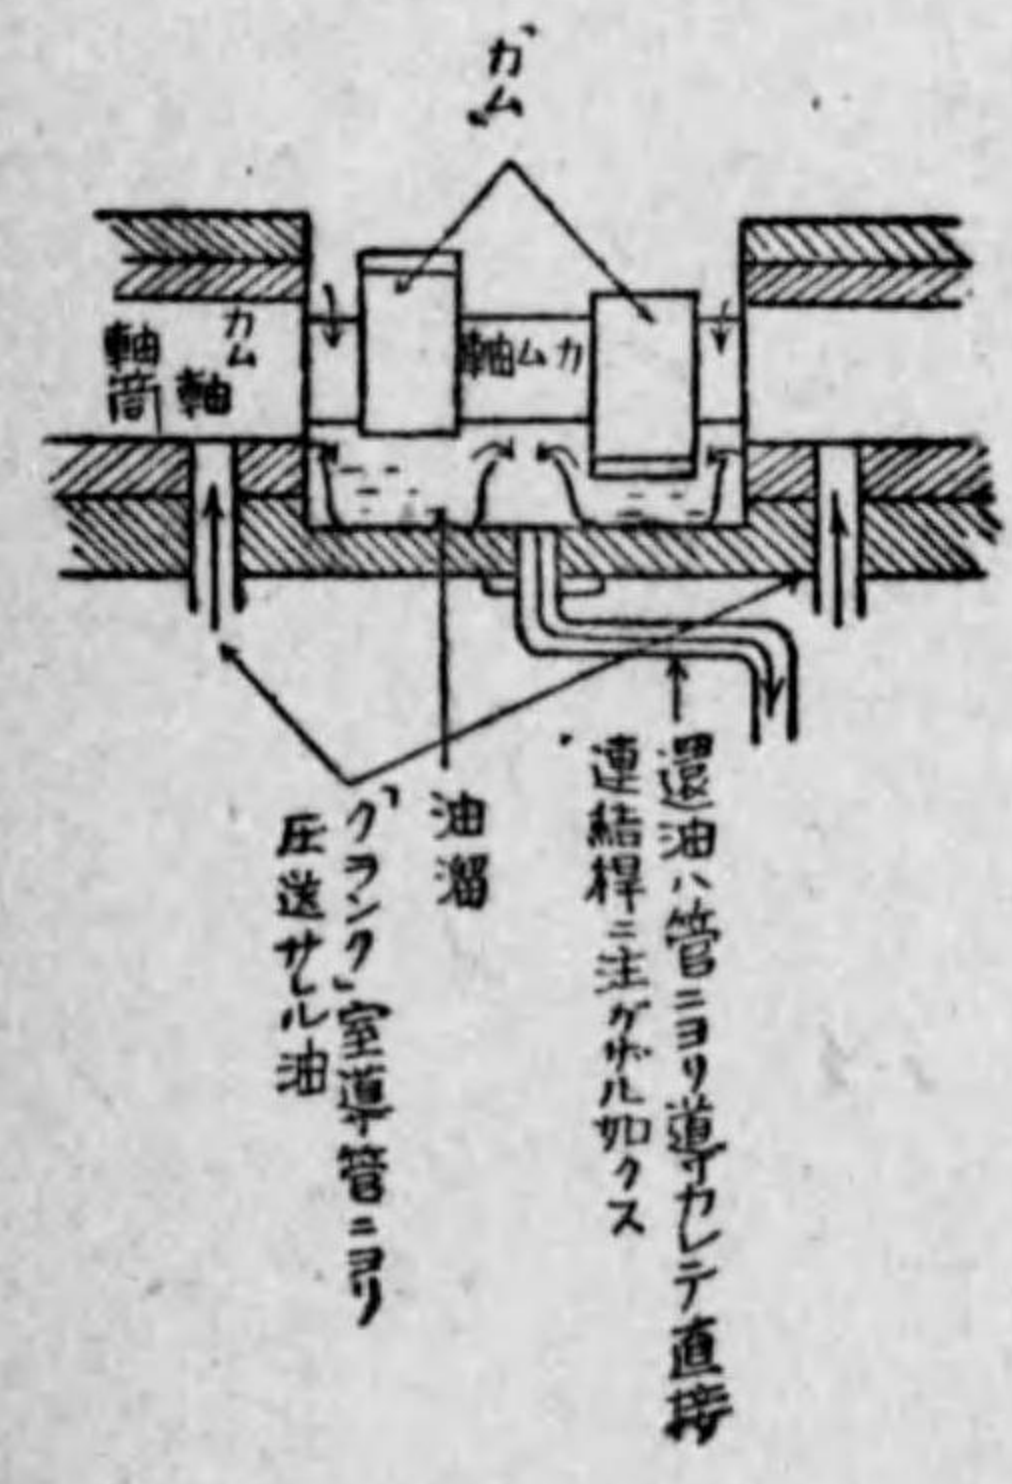 「カム」
カム軸
軸筒
カム軸
還油ハ管ニヨリ導カレテ直接
連結桿ニ注グザル如クス
油溜
「クランク」室導管ニヨリ
圧送サレル油